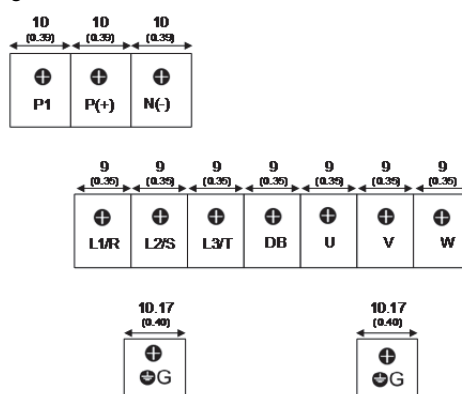 10 10 10
(0.39) (0.39) (0.39)
P1 P(+) N(-)
9 9 9 9 9 9 9
(0.35) (0.35) (0.35) (0.35) (0.35) (0.35) (0.35)
L1/R L2/S L3/T DB U V W
10.17 10.17
(0.40) (0.40)
G G